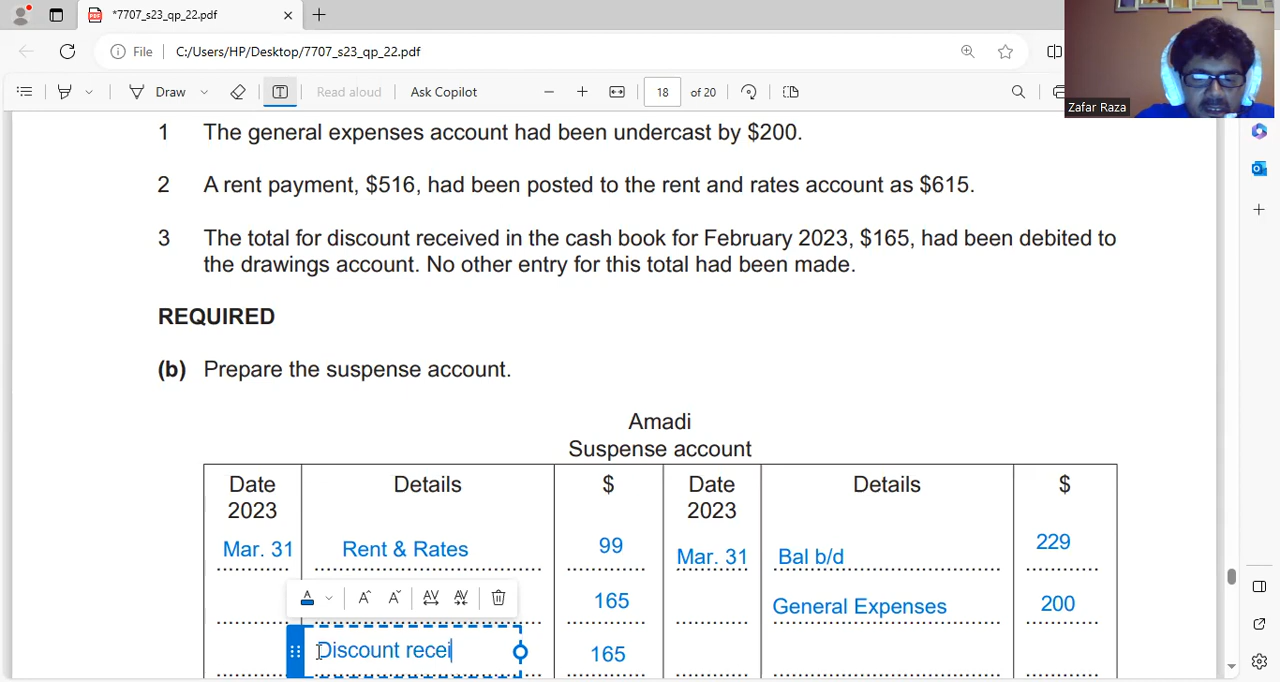 *7707_s23_qp_22.pdf
File C:/Users/HP/Desktop/7707_s23_qp_22.pdf
Draw Read aloud Ask Copilot 18 of 20
Zafar Raza
1 The general expenses account had been undercast by $200.
2 A rent payment, $516, had been posted to the rent and rates account as $615.
3 The total for discount received in the cash book for February 2023, $165, had been debited to
the drawings account. No other entry for this total had been made.
REQUIRED
(b) Prepare the suspense account.
Amadi
Suspense account
Date Details $ Date Details $
2023 2023
Mar. 31 Rent & Rates 99 Mar. 31 Bal b/d 229
165 General Expenses 200
Discount recei 165